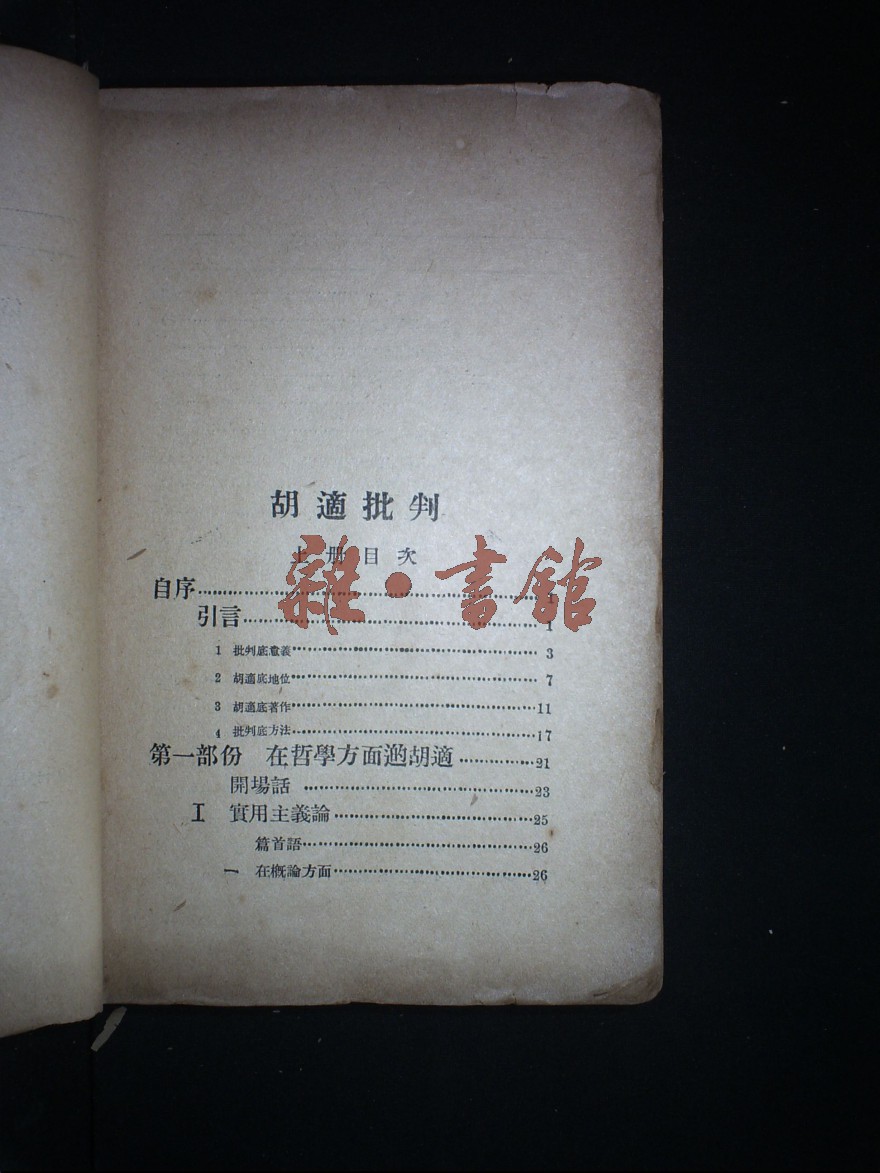 胡適批判
上册目次
自序
引言 1
1 批判底意義 3
2 胡適底地位 7
3 胡適底著作 11
4 批判底方法 17
第一部份 在哲學方面的胡適 21
開場話 23
I 實用主義論 25
篇首語 26
一 在概論方面 26
雜·書館